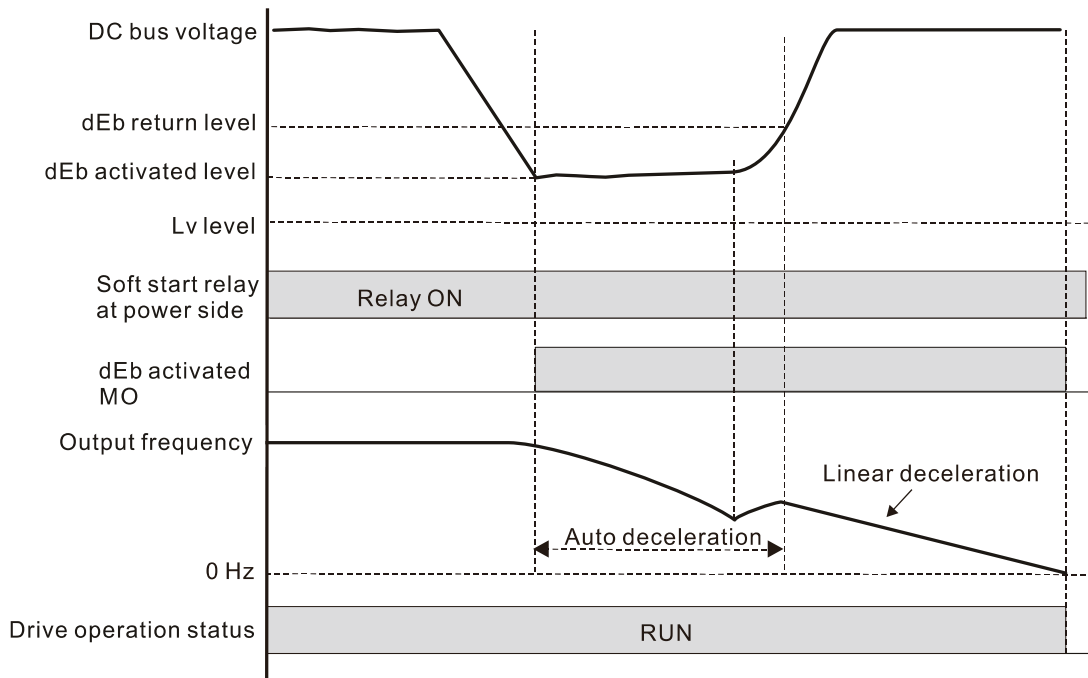 DC bus voltage
dEb return level
dEb activated level
Lv level
Soft start relay
at power side
Relay ON
dEb activated
MO
Output frequency
Linear deceleration
Auto deceleration
0 Hz
Drive operation status
RUN